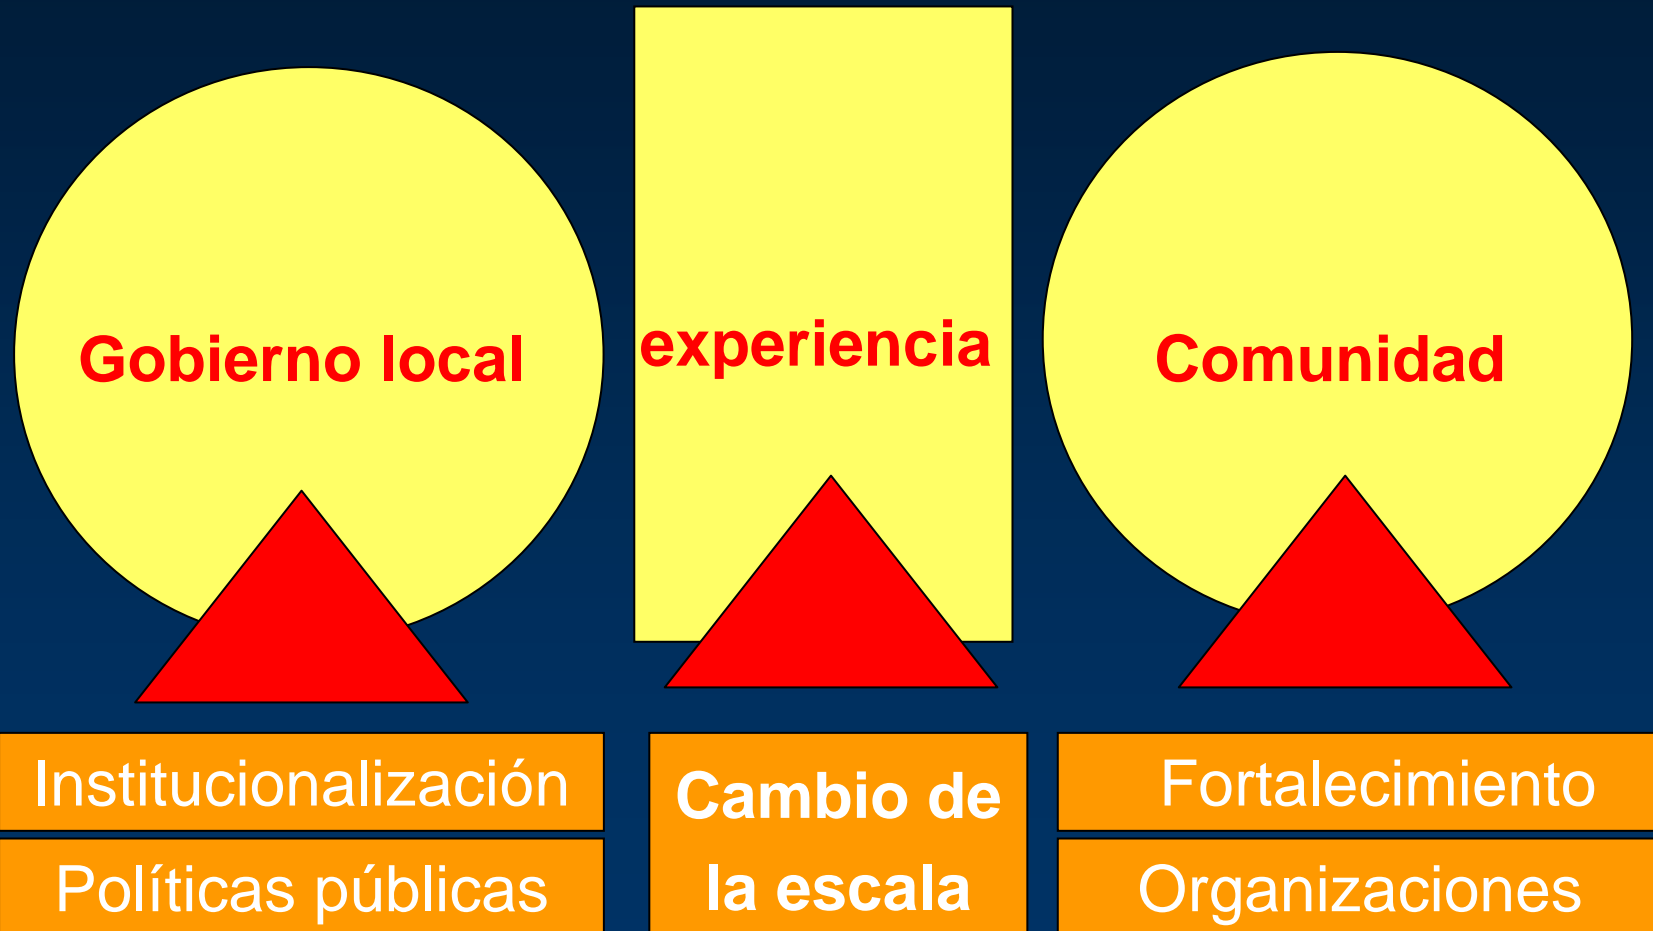 Gobierno local
experiencia
Comunidad
Institucionalización
Políticas públicas
Cambio de
la escala
Fortalecimiento
Organizaciones